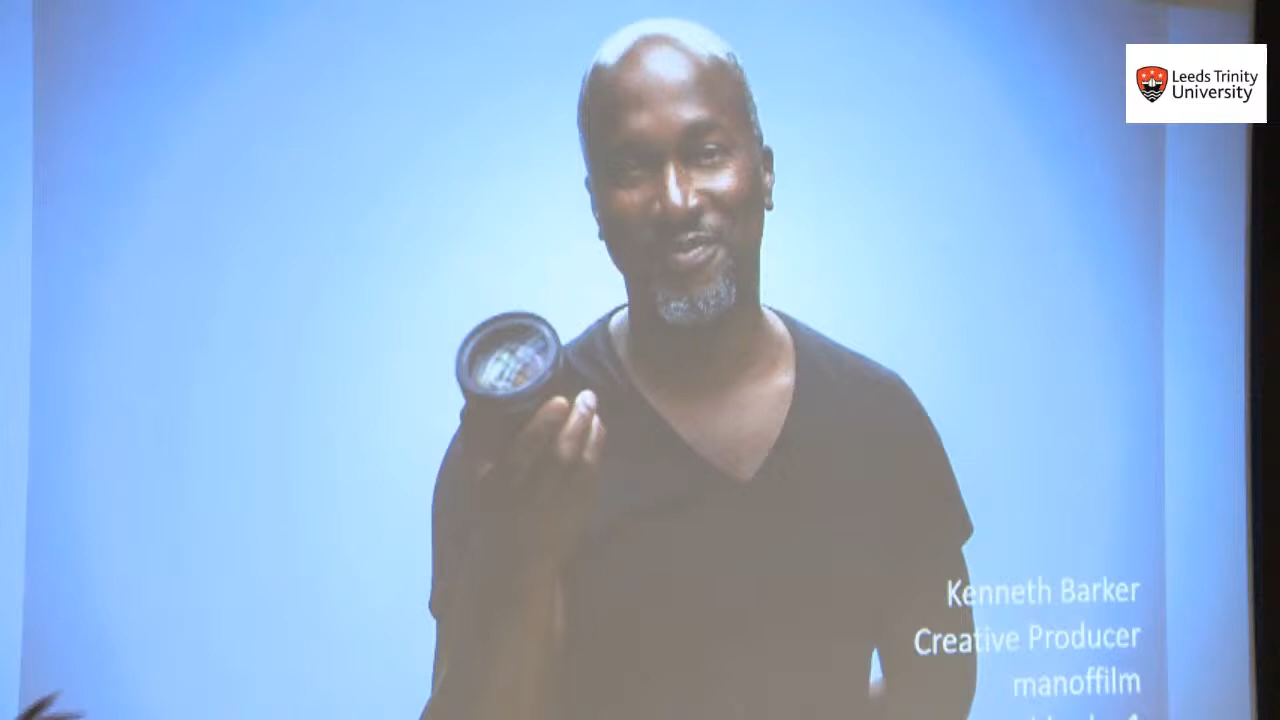 Leeds Trinity
University
Kenneth Barker
Creative Producer
manoffilm